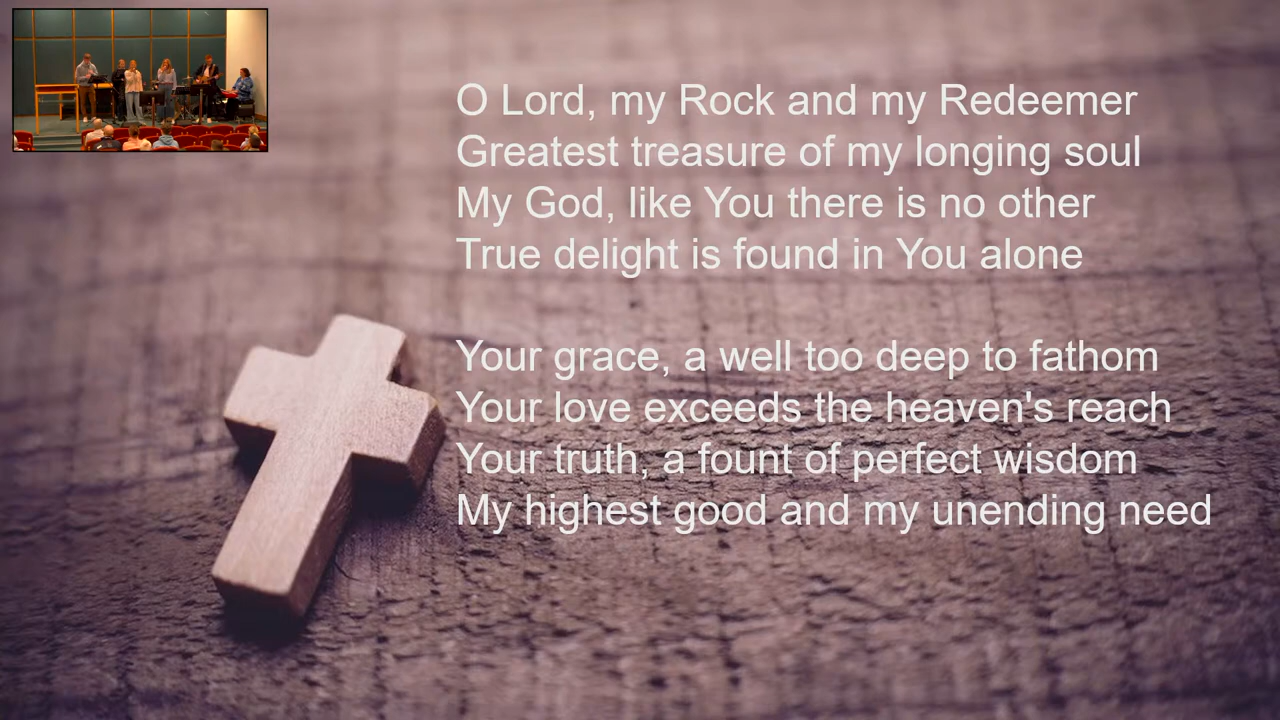 O Lord, my Rock and my Redeemer
Greatest treasure of my longing soul
My God, like You there is no other
True delight is found in You alone
Your grace, a well too deep to fathom
Your love exceeds the heaven's reach
Your truth, a fount of perfect wisdom
My highest good and my unending need